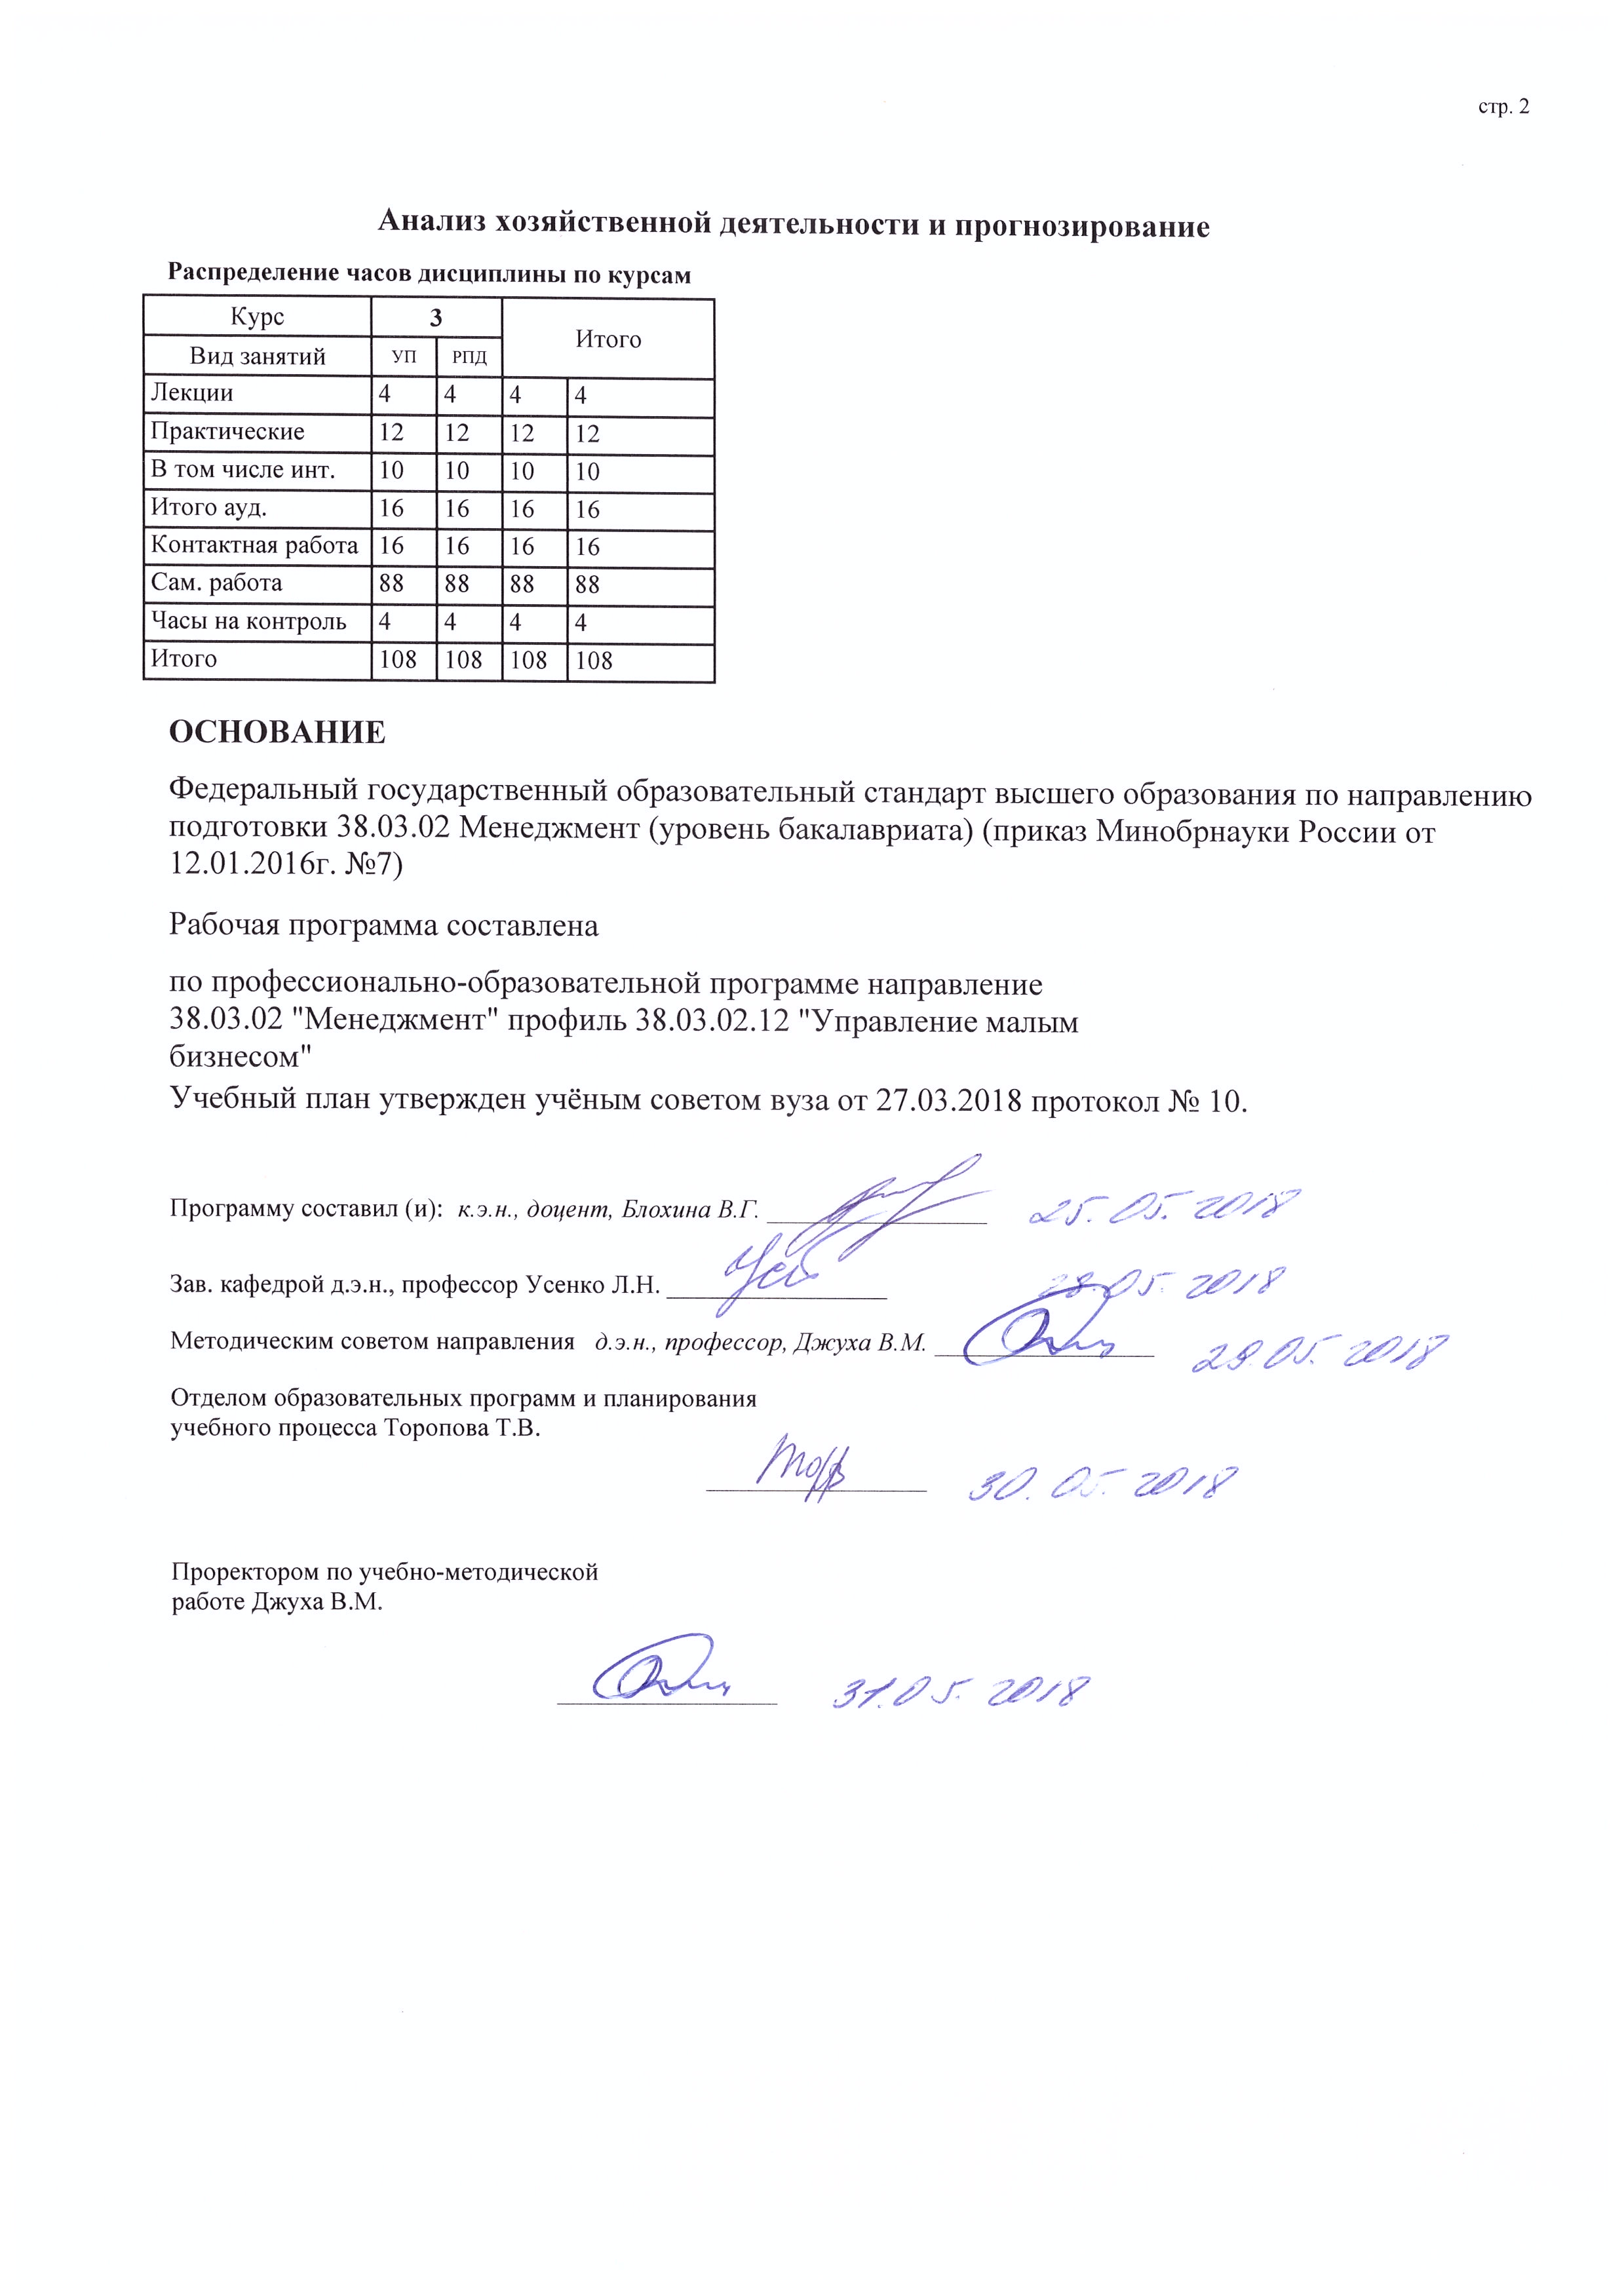 стр. 2
Анализ хозяйственной деятельности и прогнозирование
Распределение часов дисциплины по курсам
Курс 3 Итого
Вид занятий УП РПД
Лекции 4 4 4 4
Практические 12 12 12 12
В том числе инт. 10 10 10 10
Итого ауд. 16 16 16 16
Контактная работа 16 16 16 16
Сам. работа 88 88 88 88
Часы на контроль 4 4 4 4
Итого 108 108 108 108
ОСНОВАНИЕ
Федеральный государственный образовательный стандарт высшего образования по направлению
подготовки 38.03.02 Менеджмент (уровень бакалавриата) (приказ Минобрнауки России от
12.01.2016г. №7)
Рабочая программа составлена
по профессионально-образовательной программе направление
38.03.02 "Менеджмент" профиль 38.03.02.12 "Управление малым
бизнесом"
Учебный план утвержден учёным советом вуза от 27.03.2018 протокол № 10.
Программу составил (и): к.э.н., доцент, Блохина В.Г. 25.05.2018
Зав. кафедрой д.э.н., профессор Усенко Л.Н. 28.05.2018
Методическим советом направления д.э.н., профессор, Джуха В.М. 29.05.2018
Отделом образовательных программ и планирования
учебного процесса Торопова Т.В.
30.05.2018
Проректором по учебно-методической
работе Джуха В.М.
31.05.2018